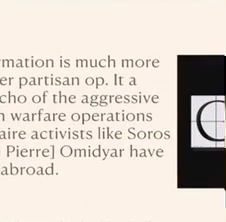 rmation is much more
er partisan op. It a
cho of the aggressive
n warfare operations
aire activists like Soros
Pierre] Omidyar have
abroad.
C